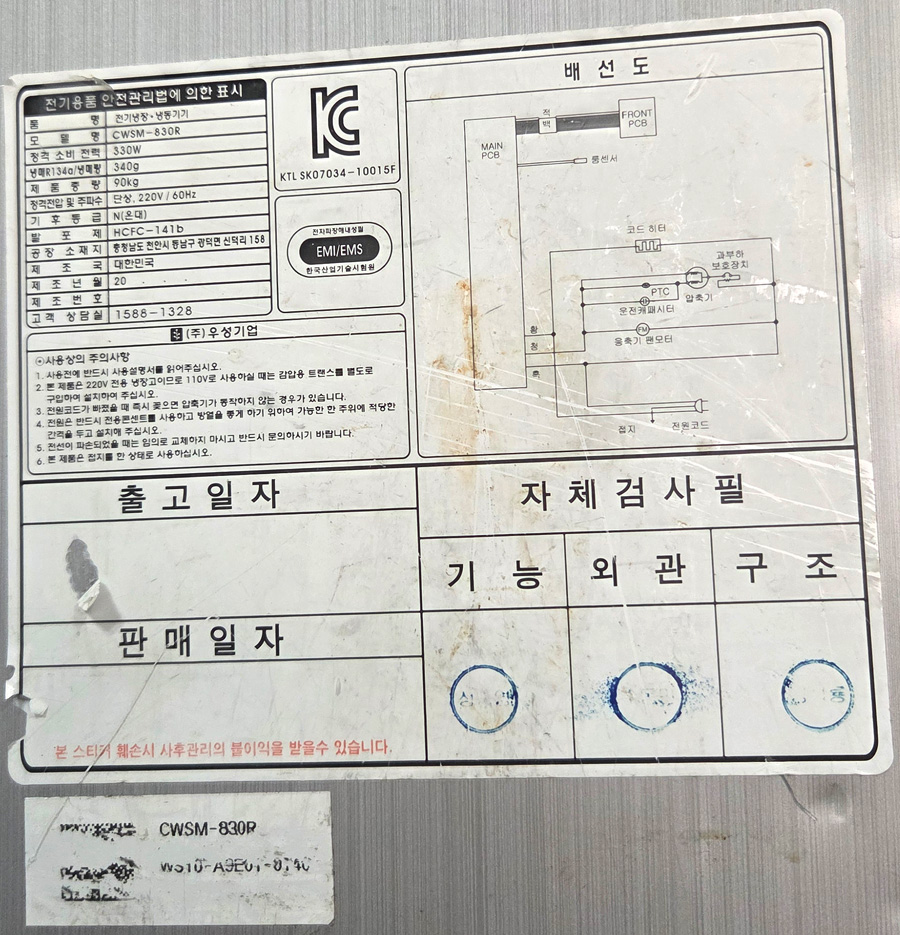 전기용품 안전관리법에 의한 표시
품 명 전기냉장·냉동기기
모 델 명 CWSM-830R
정격 소비 전력 330W
냉매R134a/냉매량 340g
제 품 중 량 90kg
정격전압 및 주파수 단상, 220V / 60Hz
기 후 등 급 N(온대)
발 포 제 HCFC-141b
공 장 소 재 지 충청남도 천안시 동남구 광덕면 신덕리 158
제 조 국 대한민국
제 조 년 월 20
제 조 번 호
고객 상담실 1588-1328
KTL SK07034-10015F
전자파장해내성필
EMI/EMS
한국산업기술시험원
(주)우성기업
⊙사용상의 주의사항
1. 사용전에 반드시 사용설명서를 읽어주십시오.
2. 본 제품은 220V 전용 냉장고이므로 110V로 사용하실 때는 감압용 트랜스를 별도로
구입하여 설치하여 주십시오.
3. 전원코드가 빠졌을 때 즉시 꽂으면 압축기가 동작하지 않는 경우가 있습니다.
4. 전원은 반드시 전용콘센트를 사용하고 방열을 좋게 하기 위하여 가능한 한 주위에 적당한
간격을 두고 설치해 주십시오.
5. 전선이 파손되었을 때는 임의로 교체하지 마시고 반드시 문의하시기 바랍니다.
6. 본 제품은 접지를 한 상태로 사용하십시오.
배 선 도
MAIN
PCB
적
백
FRONT
PCB
룸센서
코드 히터
과부하
보호장치
PTC
압축기
운전캐패시터
FM
응축기 팬모터
황
청
흑
접지
전원코드
출고일자
판매일자
본 스티커 훼손시 사후관리의 불이익을 받을수 있습니다.
자체검사필
기 능
외 관
구 조
CWSM-830R